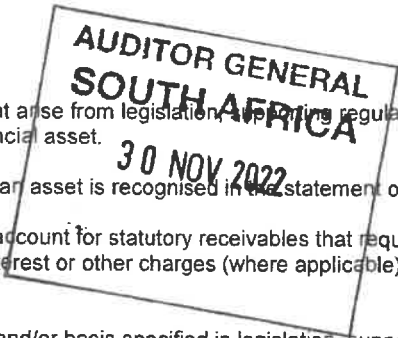 AUDITOR GENERAL
SOUTH AFRICA
t arise from legislation, supporting regula
ncial asset.
30 NOV 2022
an asset is recognised in the statement o
account for statutory receivables that requ
erest or other charges (where applicable)
and/or basis specified in legislation, supp